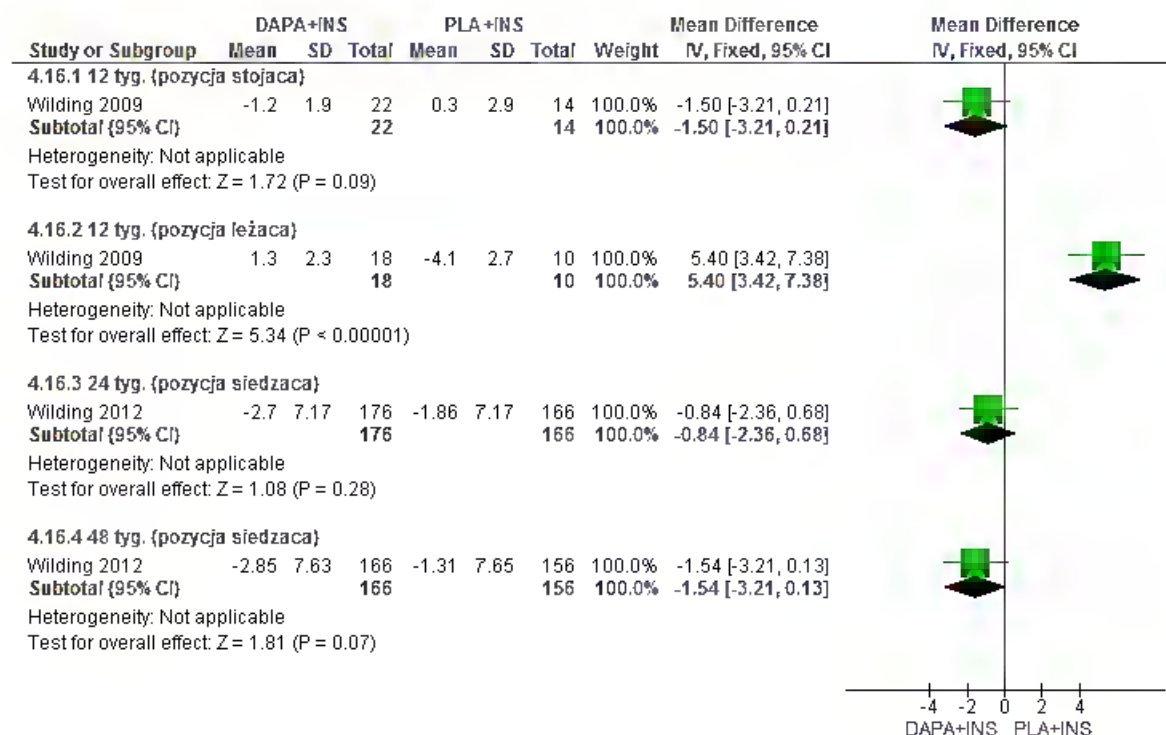 DAPA+INS PLA+INS Mean Difference Mean Difference
Study or Subgroup Mean SD Total Mean SD Total Weight IV, Fixed, 95% CI IV, Fixed, 95% CI
4.16.1 12 tyg. (pozycja stojaca)
Wilding 2009 -1.2 1.9 22 0.3 2.9 14 100.0% -1.50 [-3.21, 0.21]
Subtotal (95% CI) 22 14 100.0% -1.50 [-3.21, 0.21]
Heterogeneity: Not applicable
Test for overall effect: Z = 1.72 (P = 0.09)
4.16.2 12 tyg. (pozycja leżaca)
Wilding 2009 1.3 2.3 18 -4.1 2.7 10 100.0% 5.40 [3.42, 7.38]
Subtotal (95% CI) 18 10 100.0% 5.40 [3.42, 7.38]
Heterogeneity: Not applicable
Test for overall effect: Z = 5.34 (P < 0.00001)
4.16.3 24 tyg. (pozycja siedzaca)
Wilding 2012 -2.7 7.17 176 -1.86 7.17 166 100.0% -0.84 [-2.36, 0.68]
Subtotal (95% CI) 176 166 100.0% -0.84 [-2.36, 0.68]
Heterogeneity: Not applicable
Test for overall effect: Z = 1.08 (P = 0.28)
4.16.4 48 tyg. (pozycja siedzaca)
Wilding 2012 -2.85 7.63 166 -1.31 7.65 156 100.0% -1.54 [-3.21, 0.13]
Subtotal (95% CI) 166 156 100.0% -1.54 [-3.21, 0.13]
Heterogeneity: Not applicable
Test for overall effect: Z = 1.81 (P = 0.07)
-4 -2 0 2 4
DAPA+INS PLA+INS